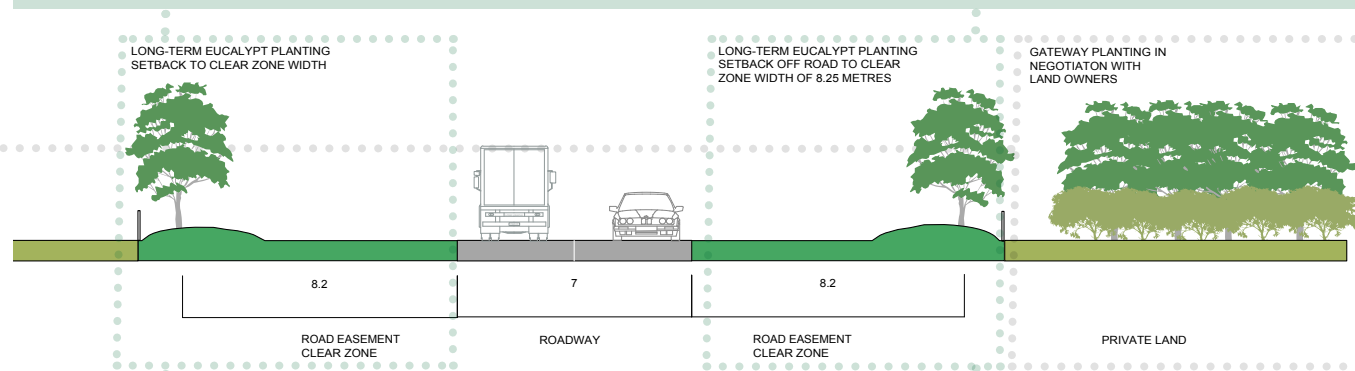 LONG-TERM EUCALYPT PLANTING
SETBACK TO CLEAR ZONE WIDTH
LONG-TERM EUCALYPT PLANTING
SETBACK OFF ROAD TO CLEAR
ZONE WIDTH OF 8.25 METRES
GATEWAY PLANTING IN
NEGOTIATON WITH
LAND OWNERS
8.2
7
8.2
ROAD EASEMENT
CLEAR ZONE
ROADWAY
ROAD EASEMENT
CLEAR ZONE
PRIVATE LAND